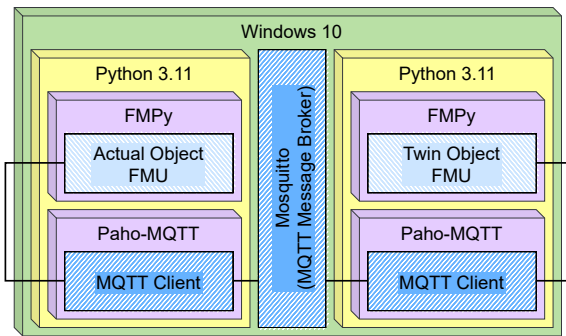 Windows 10
Python 3.11
FMPy
Actual Object
FMU
Paho-MQTT
MQTT Client
Mosquitto
(MQTT Message Broker)
Python 3.11
FMPy
Twin Object
FMU
Paho-MQTT
MQTT Client